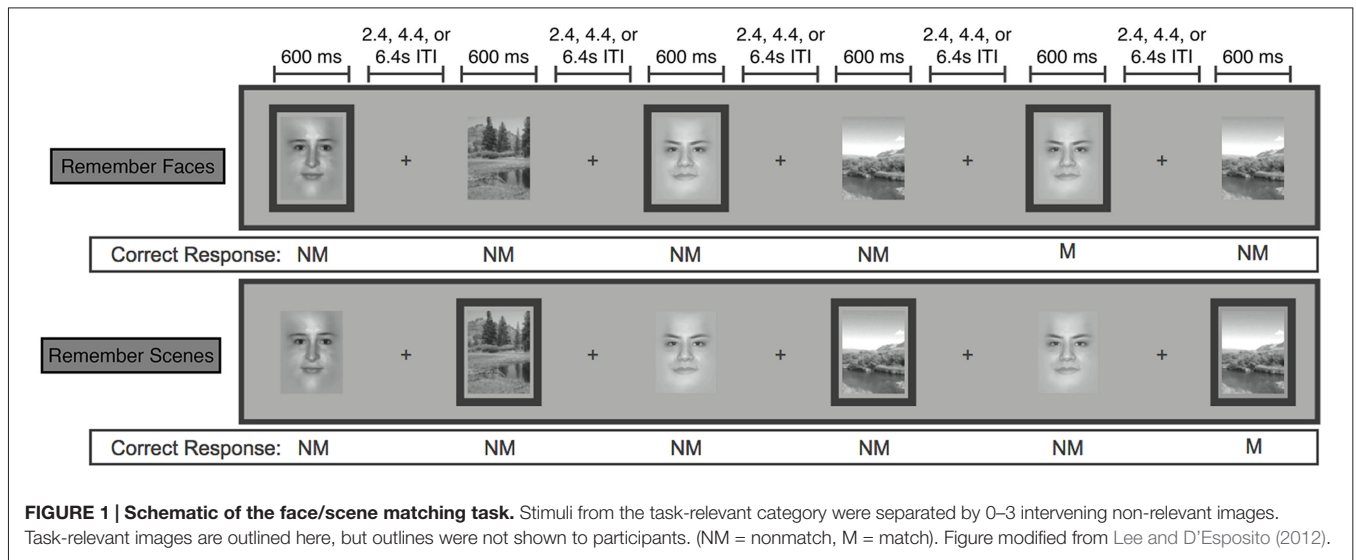 2.4, 4.4, or 2.4, 4.4, or 2.4, 4.4, or 2.4, 4.4, or 2.4, 4.4, or
600 ms 6.4s ITI 600 ms 6.4s ITI 600 ms 6.4s ITI 600 ms 6.4s ITI 600 ms 6.4s ITI 600 ms
Remember Faces + + + + +
Correct Response: NM NM NM NM M NM
Remember Scenes + + + + +
Correct Response: NM NM NM NM NM M
FIGURE 1 | Schematic of the face/scene matching task. Stimuli from the task-relevant category were separated by 0–3 intervening non-relevant images.
Task-relevant images are outlined here, but outlines were not shown to participants. (NM = nonmatch, M = match). Figure modified from Lee and D'Esposito (2012).